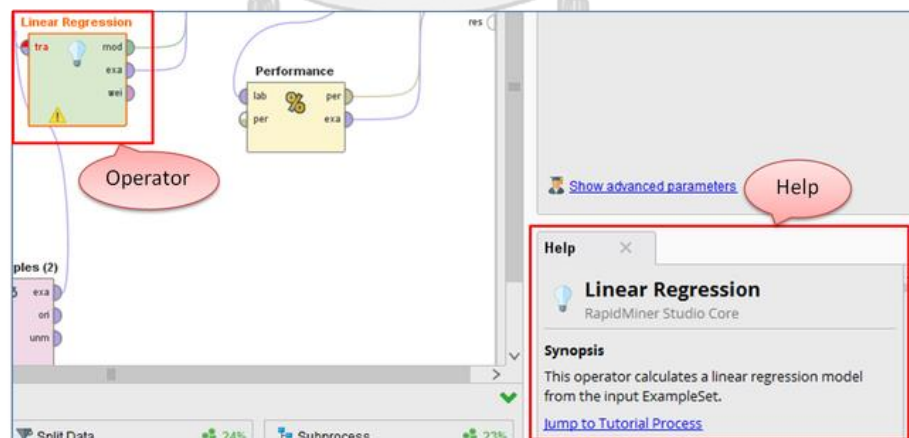 Linear Regression
tra mod
exa
wei
res
Performance
lab % per
per exa
Operator
Show advanced parameters
Help
ples (2)
exa
ori
unm
Help
Linear Regression
RapidMiner Studio Core
Synopsis
This operator calculates a linear regression model
from the input ExampleSet.
Jump to Tutorial Process
Split Data 24% Subprocess 23%